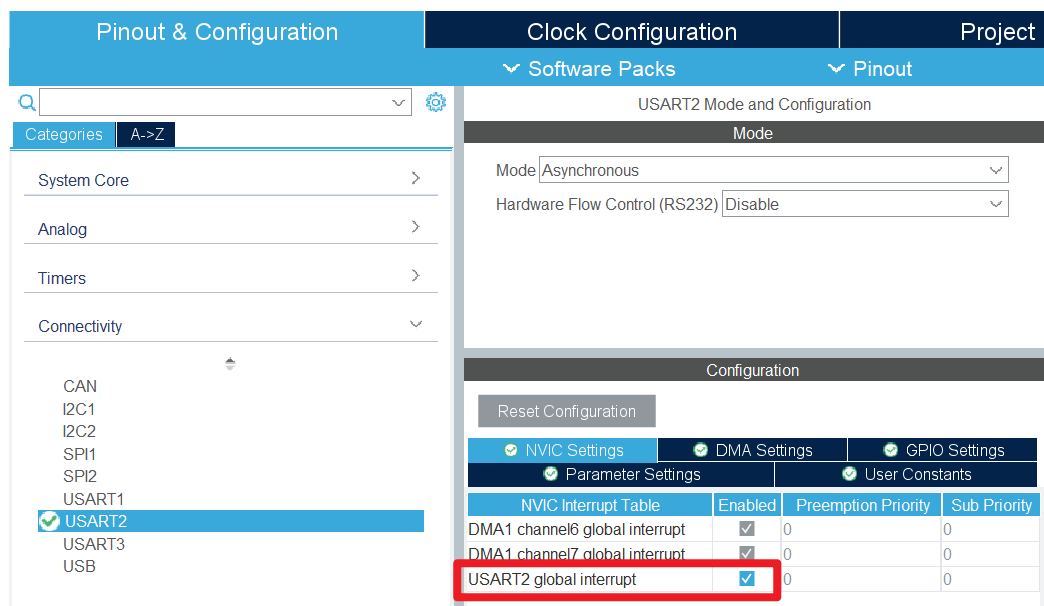 Pinout & Configuration
Clock Configuration
Project
Software Packs
Pinout
Categories
A->Z
System Core
Analog
Timers
Connectivity
CAN
I2C1
I2C2
SPI1
SPI2
USART1
USART2
USART3
USB
USART2 Mode and Configuration
Mode
Mode Asynchronous
Hardware Flow Control (RS232) Disable
Configuration
Reset Configuration
NVIC Settings
DMA Settings
GPIO Settings
Parameter Settings
User Constants
NVIC Interrupt Table Enabled Preemption Priority Sub Priority
DMA1 channel6 global interrupt 0 0
DMA1 channel7 global interrupt 0 0
USART2 global interrupt 0 0